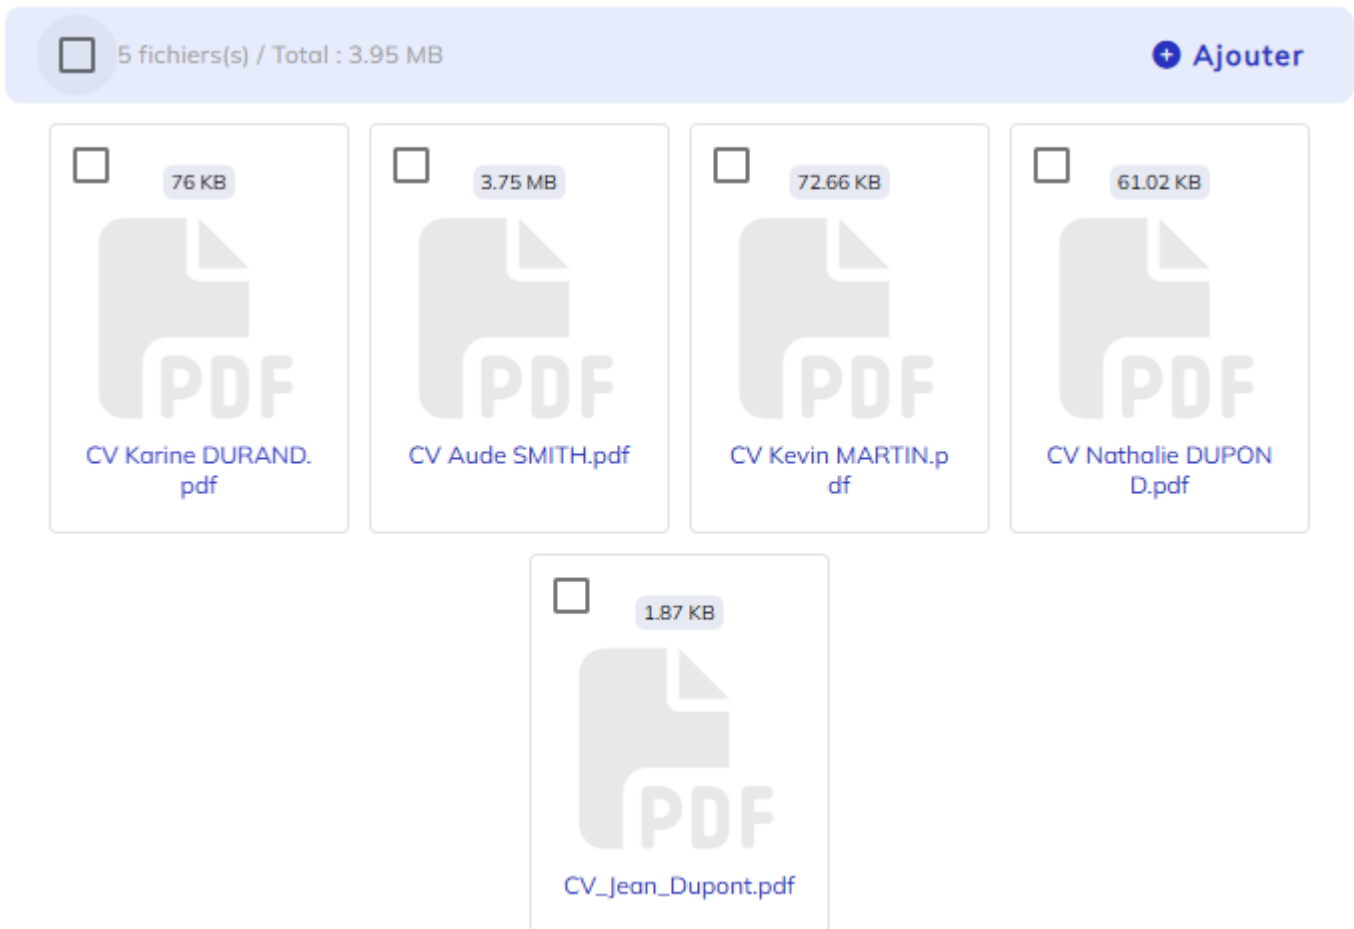 5 fichiers(s) / Total : 3.95 MB
Ajouter
76 KB
3.75 MB
72.66 KB
61.02 KB
PDF
PDF
PDF
PDF
CV Karine DURAND.
pdf
CV Aude SMITH.pdf
CV Kevin MARTIN.p
df
CV Nathalie DUPON
D.pdf
1.87 KB
PDF
CV_Jean_Dupont.pdf